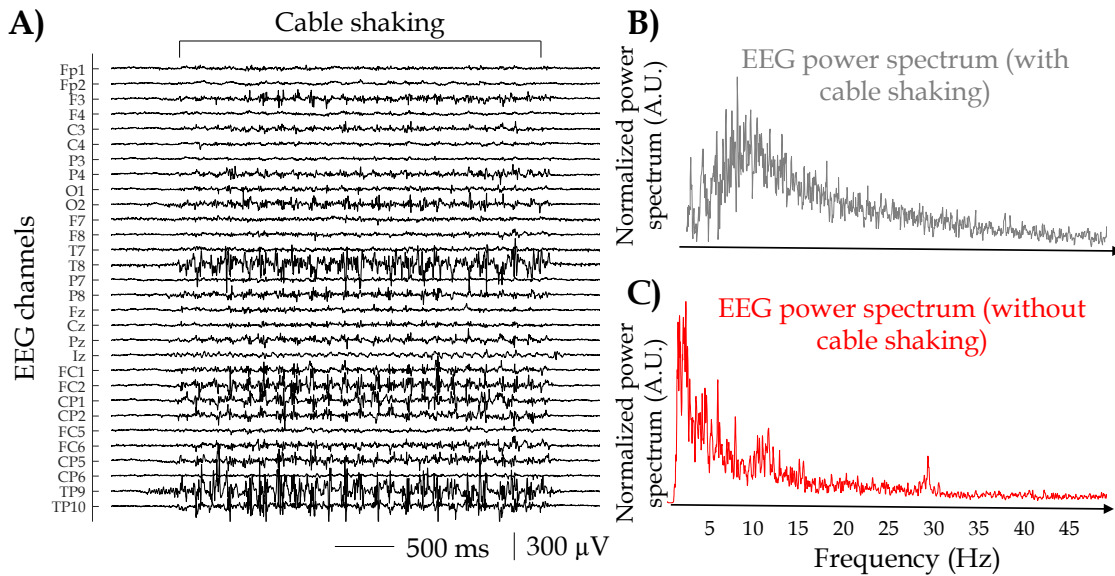 A)
Cable shaking
EEG channels
Fp1
Fp2
F3
F4
C3
C4
P3
P4
O1
O2
F7
F8
T7
T8
P7
P8
Fz
Cz
Pz
Iz
FC1
FC2
CP1
CP2
FC5
FC6
CP5
CP6
TP9
TP10
500 ms
300 µV
B)
Normalized power
spectrum (A.U.)
EEG power spectrum (with
cable shaking)
C)
Normalized power
spectrum (A.U.)
EEG power spectrum (without
cable shaking)
5 10 15 20 25 30 35 40 45
Frequency (Hz)